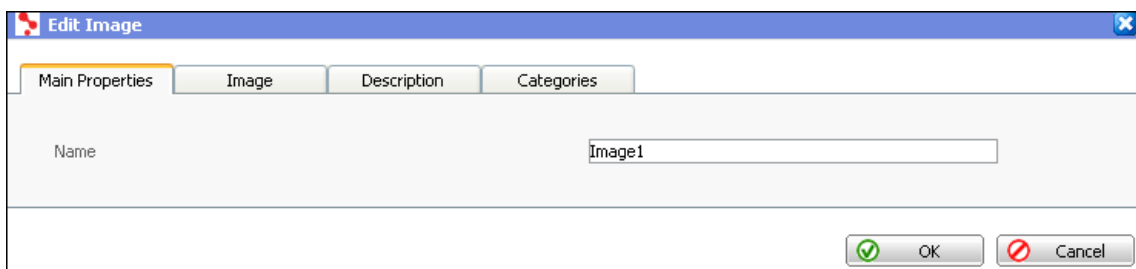 Edit Image
Main Properties Image Description Categories
Name Image1
OK Cancel